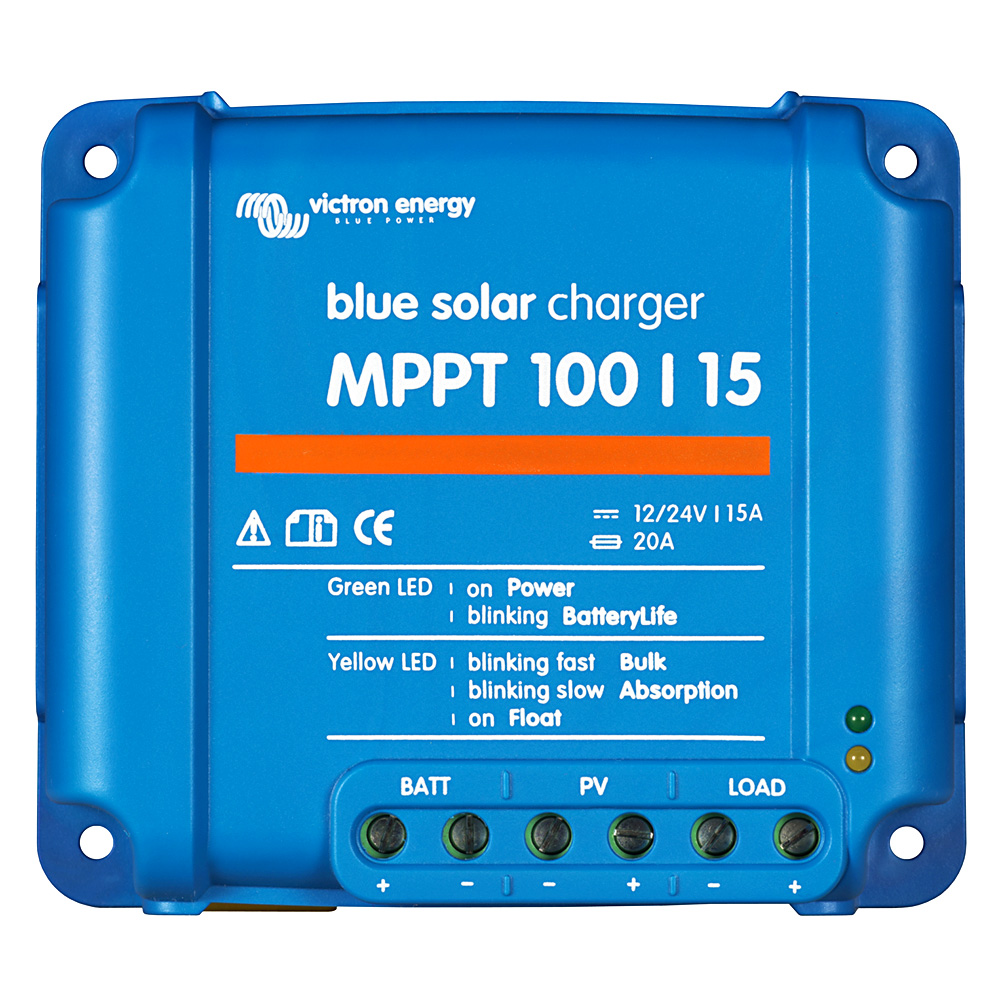 victron energy
BLUE POWER
blue solar charger
MPPT 100 | 15
CE
12/24V | 15A
20A
Green LED | on Power
| blinking BatteryLife
Yellow LED | blinking fast Bulk
| blinking slow Absorption
| on Float
BATT | PV | LOAD
+ - | - + | - +